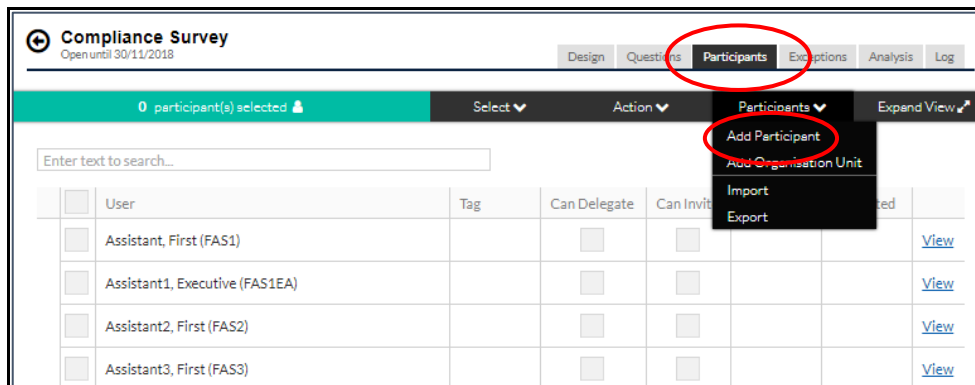 Compliance Survey
Open until 30/11/2018
Design Questions Participants Exceptions Analysis Log
0 participant(s) selected Select Action Participants Expand View
Add Participant
Enter text to search...
Add Organisation Unit
Import
Export
User Tag Can Delegate Can Invit ted
Assistant, First (FAS1) View
Assistant1, Executive (FAS1EA) View
Assistant2, First (FAS2) View
Assistant3, First (FAS3) View